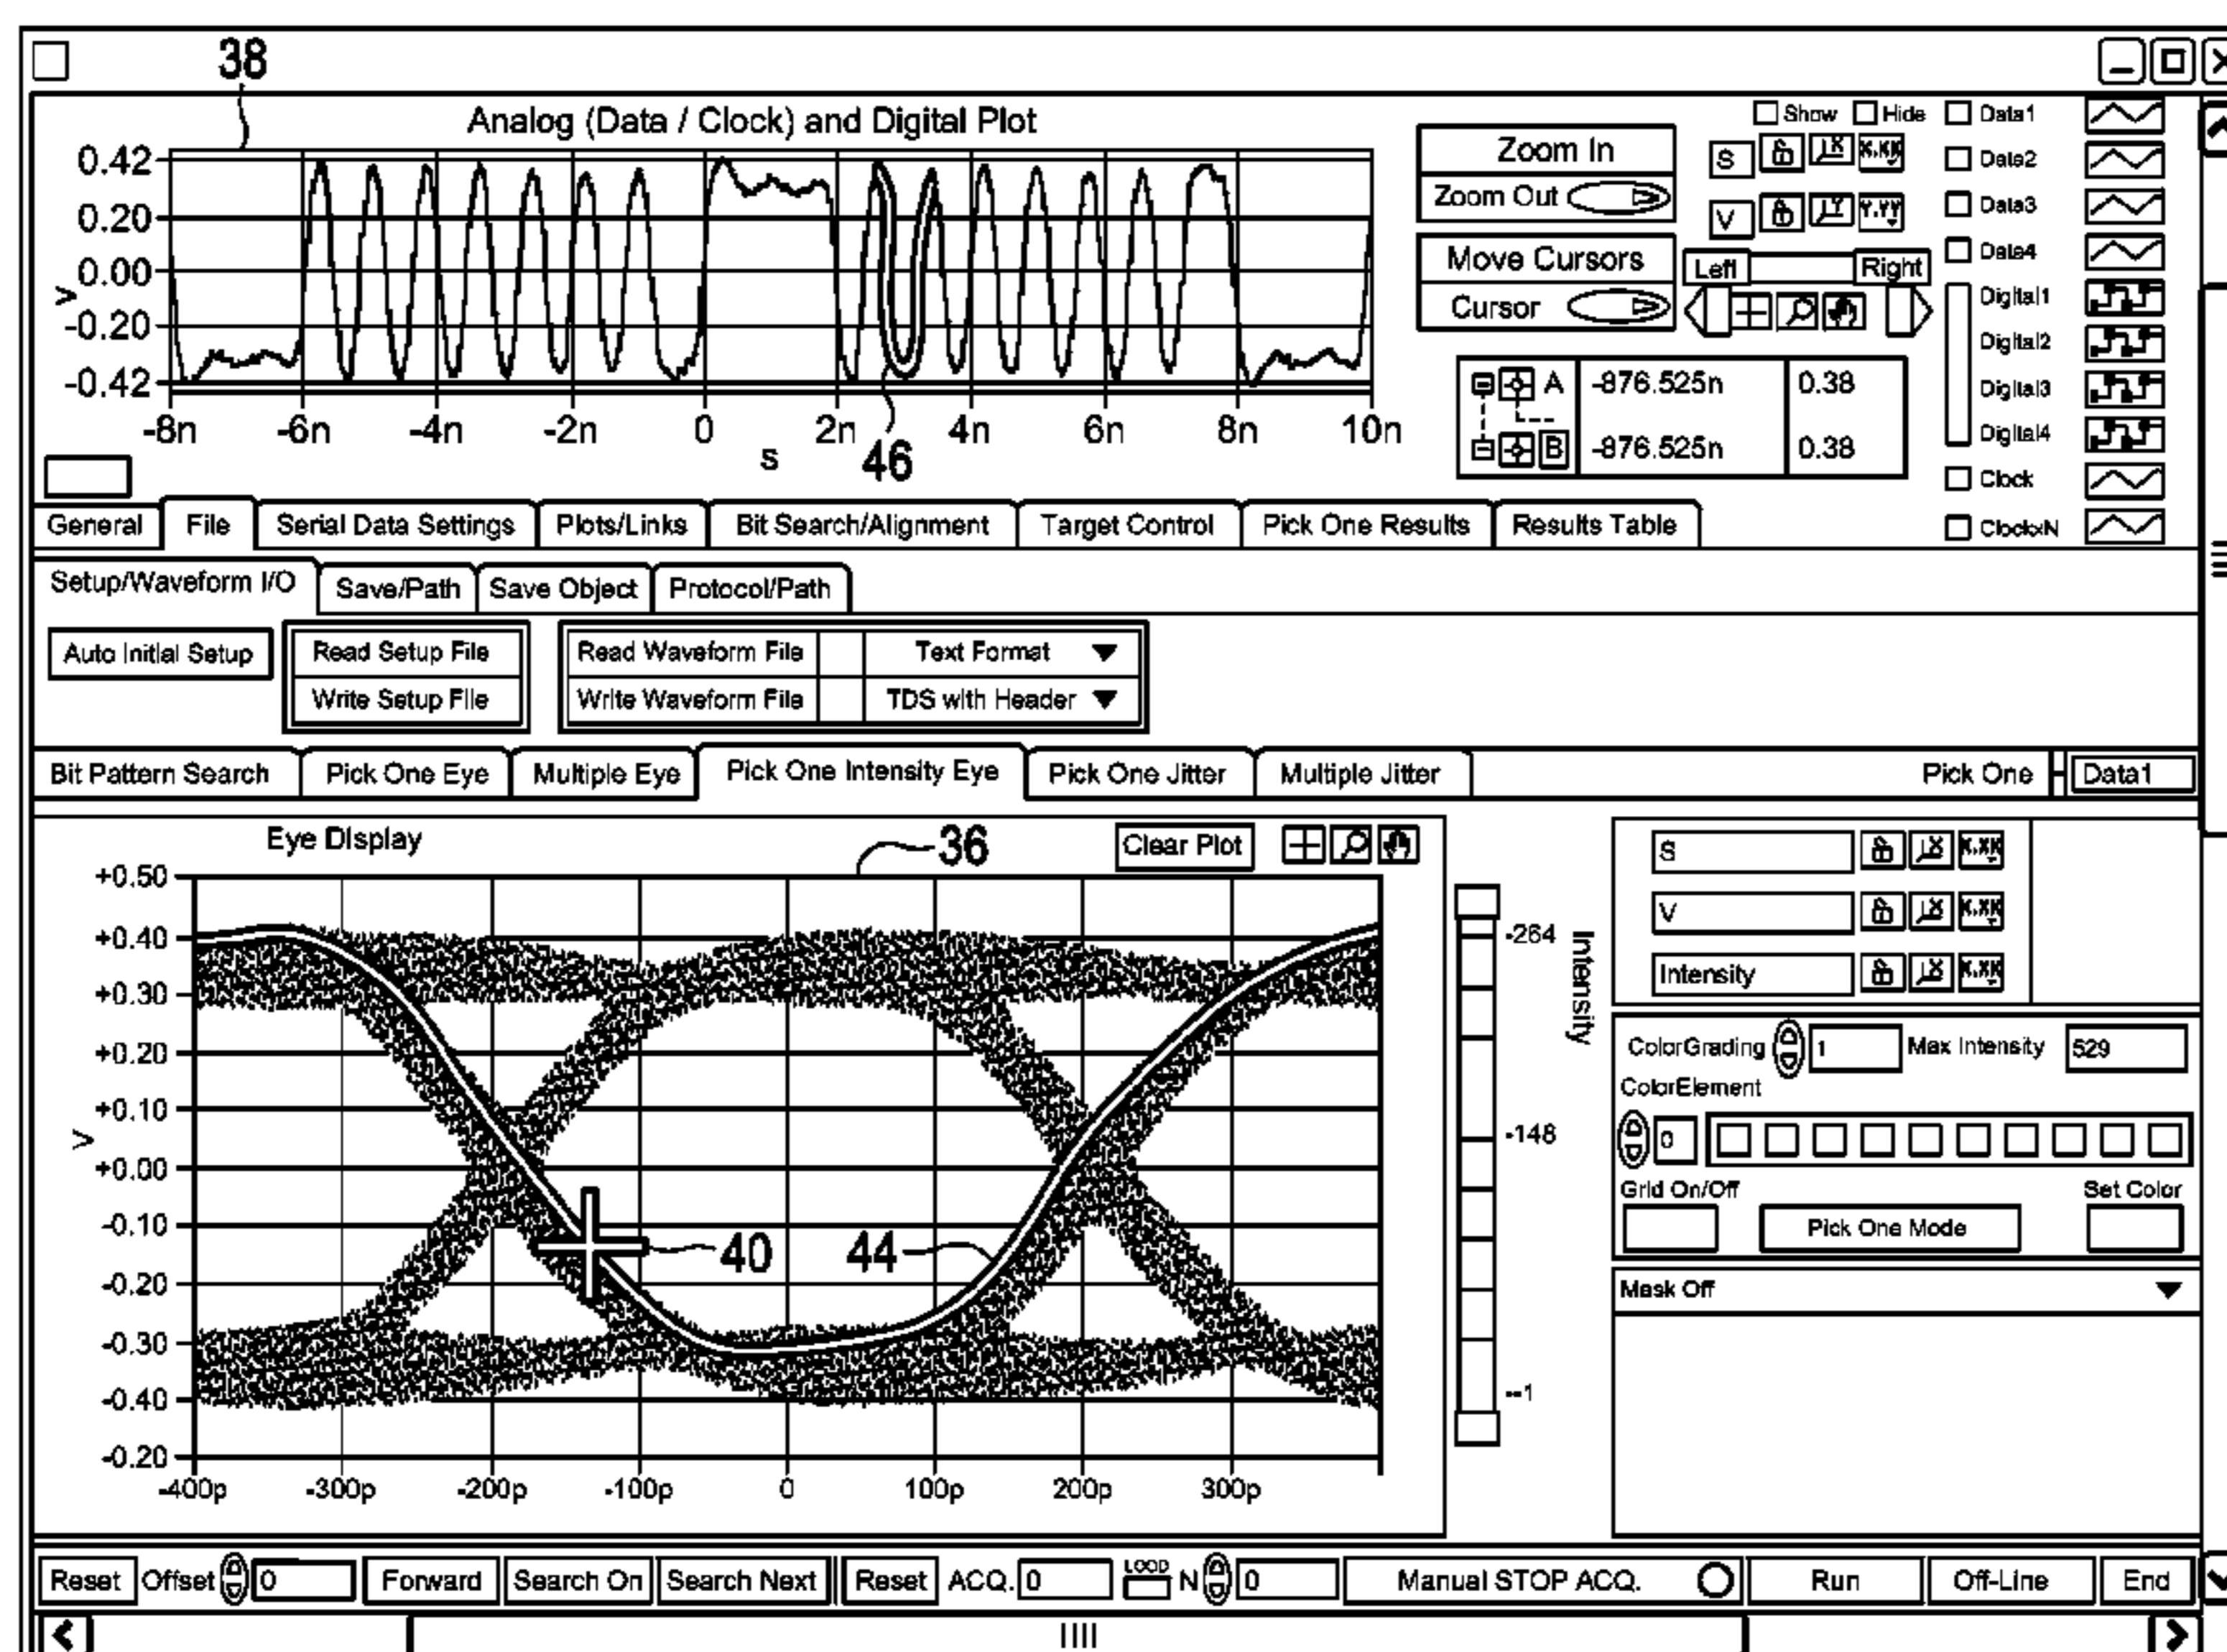 38
Analog (Data / Clock) and Digital Plot
0.42
0.20
0.00
-0.20
-0.42
V
-8n -6n -4n -2n 0 2n 4n 6n 8n 10n
s
46
Zoom In
Zoom Out
Move Cursors
Cursor
Show Hide
S
V
Left Right
A -876.525n 0.38
B -876.525n 0.38
Data1
Data2
Data3
Data4
Digital1
Digital2
Digital3
Digital4
Clock
ClockxN
General File Serial Data Settings Plots/Links Bit Search/Alignment Target Control Pick One Results Results Table
Setup/Waveform I/O Save/Path Save Object Protocol/Path
Auto Initial Setup Read Setup File Read Waveform File Text Format
Write Setup File Write Waveform File TDS with Header
Bit Pattern Search Pick One Eye Multiple Eye Pick One Intensity Eye Pick One Jitter Multiple Jitter Pick One Data1
Eye Display 36 Clear Plot
+0.50
+0.40
+0.30
+0.20
+0.10
+0.00
-0.10
-0.20
-0.30
-0.40
-0.20
V
40
44
-400p -300p -200p -100p 0 100p 200p 300p
-264
-148
--1
Intensity
S X.XX
V X.XX
Intensity X.XX
ColorGrading 1 Max Intensity 529
ColorElement
0
Grid On/Off Set Color
Pick One Mode
Mask Off
Reset Offset 0 Forward Search On Search Next Reset ACQ. 0 LOOD N 0 Manual STOP ACQ. Run Off-Line End